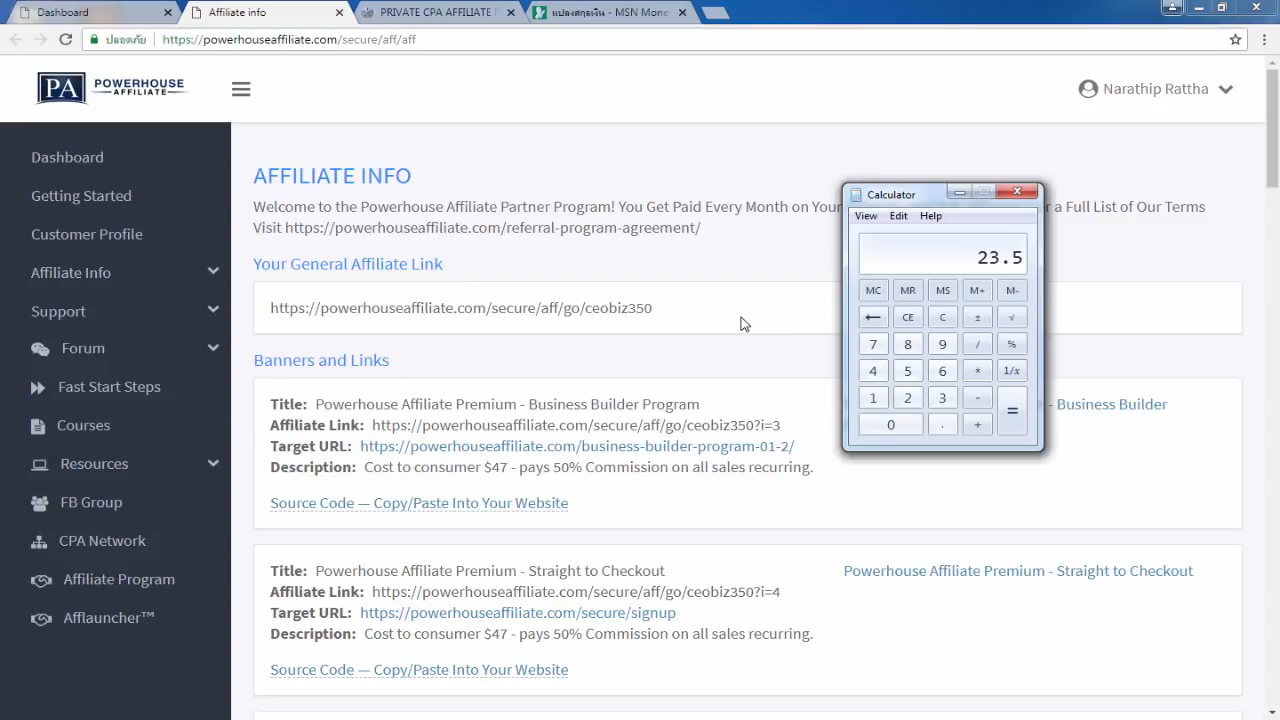 Dashboard
Affiliate info
PRIVATE CPA AFFILIATE
แปลงสกุลเงิน - MSN Mone
ปลอดภัย
https://powerhouseaffiliate.com/secure/aff/aff
PA
POWERHOUSE
AFFILIATE
Narathip Rattha
Dashboard
Getting Started
Customer Profile
Affiliate Info
Support
Forum
Fast Start Steps
Courses
Resources
FB Group
CPA Network
Affiliate Program
Afflauncher™
AFFILIATE INFO
Welcome to the Powerhouse Affiliate Partner Program! You Get Paid Every Month on Your
r a Full List of Our Terms
Visit https://powerhouseaffiliate.com/referral-program-agreement/
Your General Affiliate Link
https://powerhouseaffiliate.com/secure/aff/go/ceobiz350
Banners and Links
Title: Powerhouse Affiliate Premium - Business Builder Program
- Business Builder
Affiliate Link: https://powerhouseaffiliate.com/secure/aff/go/ceobiz350?i=3
Target URL: https://powerhouseaffiliate.com/business-builder-program-01-2/
Description: Cost to consumer $47 - pays 50% Commission on all sales recurring.
Source Code — Copy/Paste Into Your Website
Title: Powerhouse Affiliate Premium - Straight to Checkout
Powerhouse Affiliate Premium - Straight to Checkout
Affiliate Link: https://powerhouseaffiliate.com/secure/aff/go/ceobiz350?i=4
Target URL: https://powerhouseaffiliate.com/secure/signup
Description: Cost to consumer $47 - pays 50% Commission on all sales recurring.
Source Code — Copy/Paste Into Your Website
Calculator
View Edit Help
23.5
MC MR MS M+ M-
← CE C ± √
7 8 9 / %
4 5 6 * 1/x
1 2 3 - =
0 . +